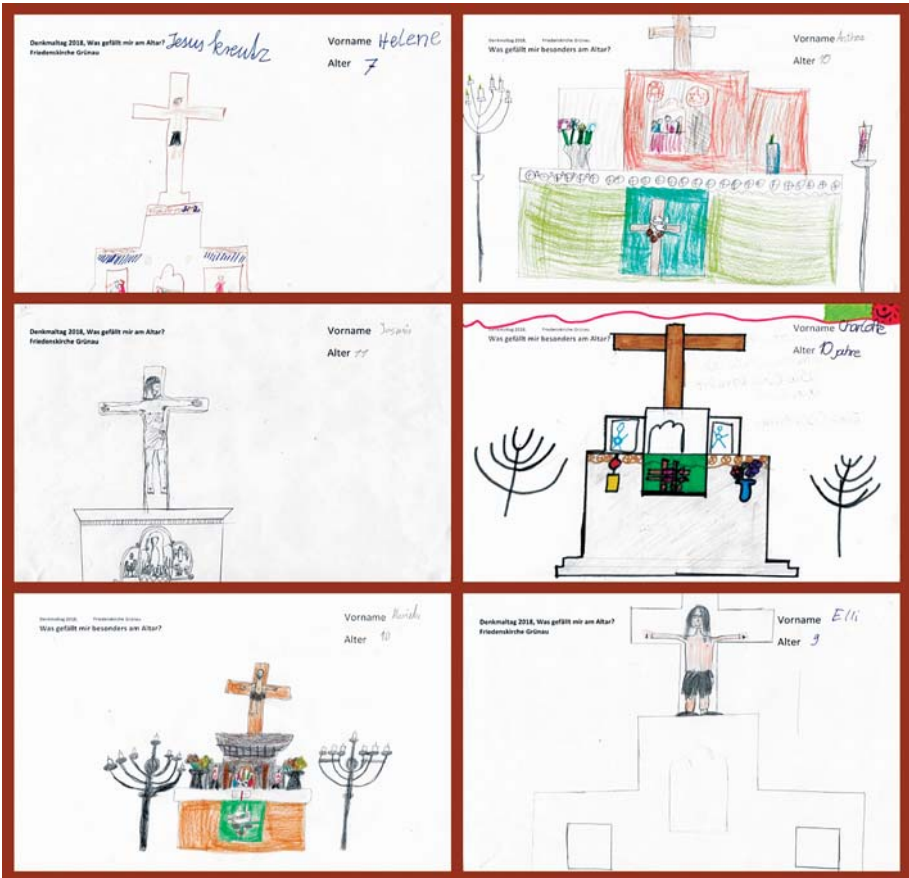 Denkmaltag 2018, Was gefällt mir am Altar? Jesus kreutz
Friedenskirche Grünau
Vorname Helene
Alter 7
Denkmaltag 2018, Friedenskirche Grünau
Was gefällt mir besonders am Altar?
Vorname
Alter 10
Denkmaltag 2018, Was gefällt mir am Altar?
Friedenskirche Grünau
Vorname
Alter 11
Denkmaltag 2018, Friedenskirche Grünau
Was gefällt mir besonders am Altar?
Vorname Charlotte
Alter 10 jahre
Denkmaltag 2018, Friedenskirche Grünau
Was gefällt mir besonders am Altar?
Vorname
Alter 10
Denkmaltag 2018, Was gefällt mir am Altar?
Friedenskirche Grünau
Vorname Elli
Alter 9